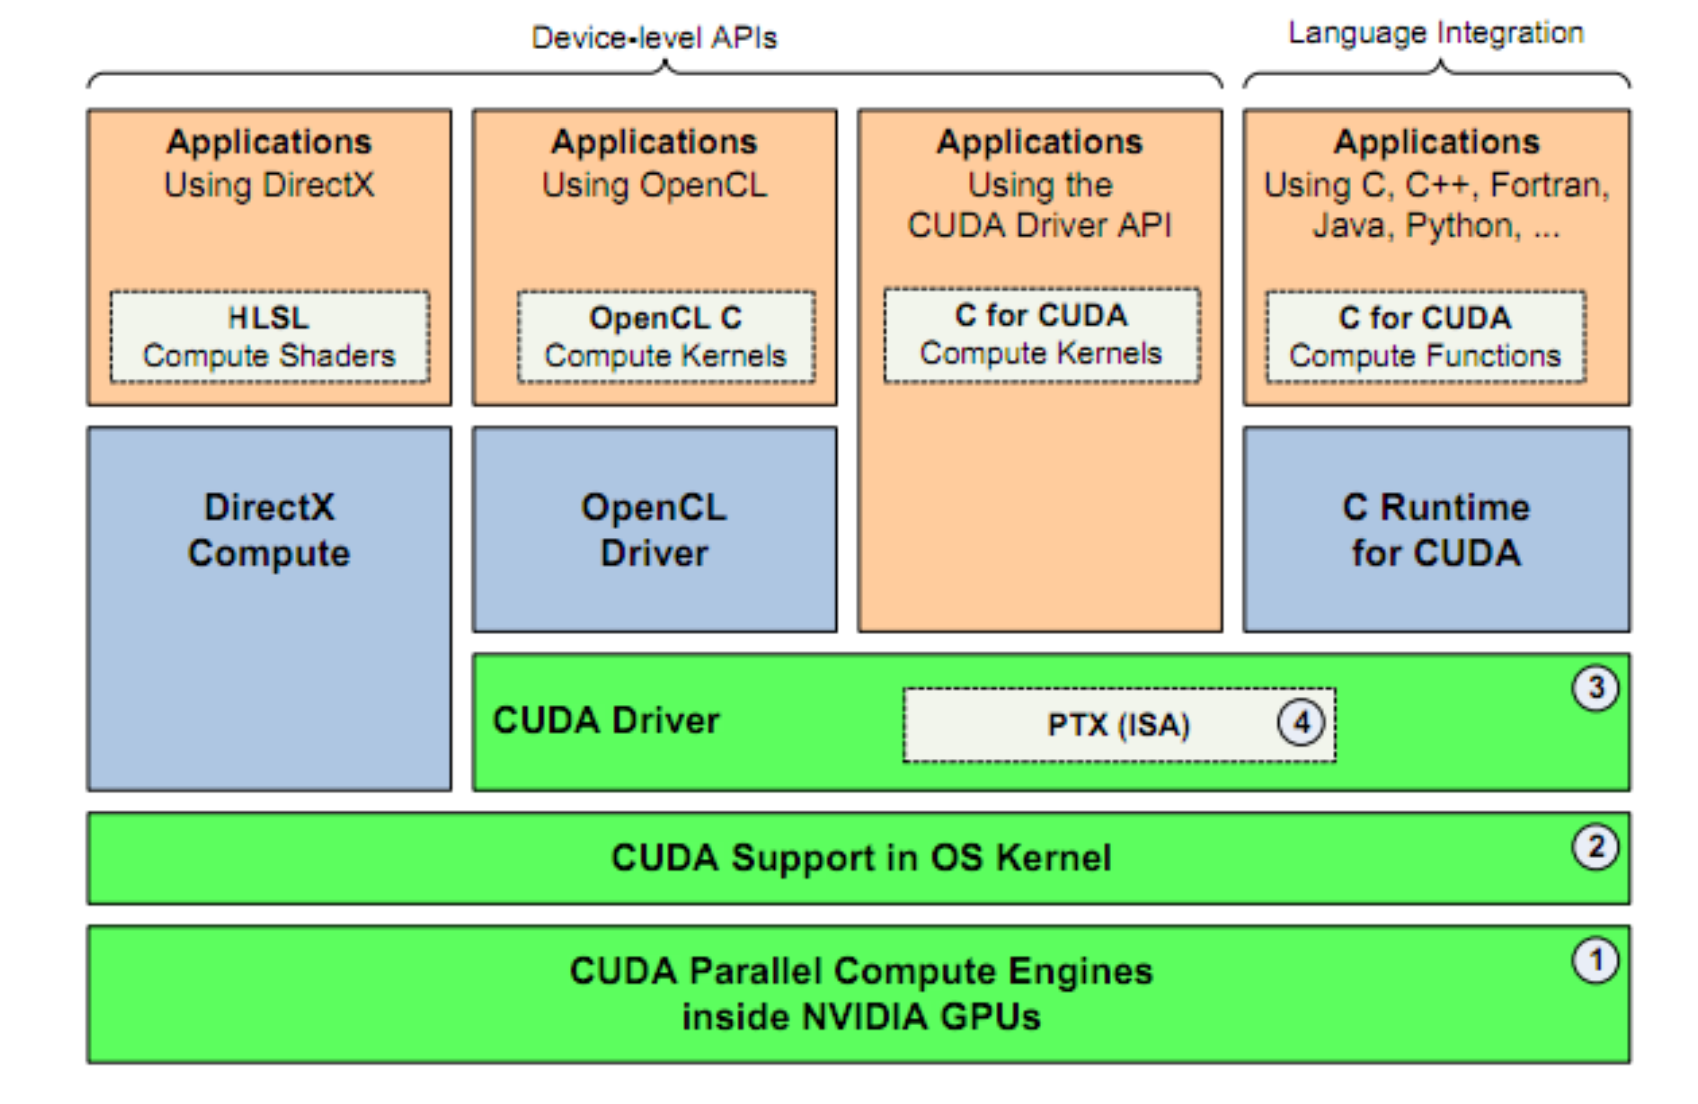 Device-level APIs
Language Integration
Applications
Using DirectX
HLSL
Compute Shaders
Applications
Using OpenCL
OpenCL C
Compute Kernels
Applications
Using the
CUDA Driver API
C for CUDA
Compute Kernels
Applications
Using C, C++, Fortran,
Java, Python, ...
C for CUDA
Compute Functions
DirectX
Compute
OpenCL
Driver
C Runtime
for CUDA
CUDA Driver
PTX (ISA)
4
3
CUDA Support in OS Kernel
2
CUDA Parallel Compute Engines
inside NVIDIA GPUs
1